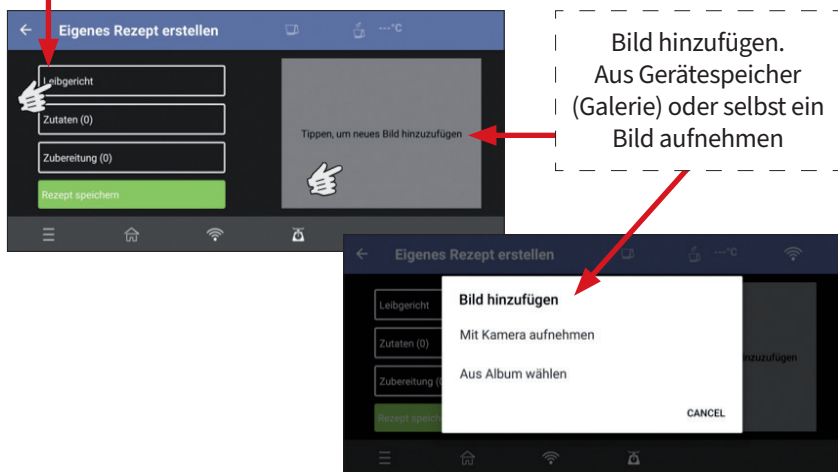 Eigenes Rezept erstellen
---°C
Leibgericht
Zutaten (0)
Zubereitung (0)
Rezept speichern
Tippen, um neues Bild hinzuzufügen
Bild hinzufügen.
Aus Gerätespeicher
(Galerie) oder selbst ein
Bild aufnehmen
Eigenes Rezept erstellen
---°C
Leibgericht
Zutaten (0)
Zubereitung (0
Rezept speich
nzuzufügen
Bild hinzufügen
Mit Kamera aufnehmen
Aus Album wählen
CANCEL